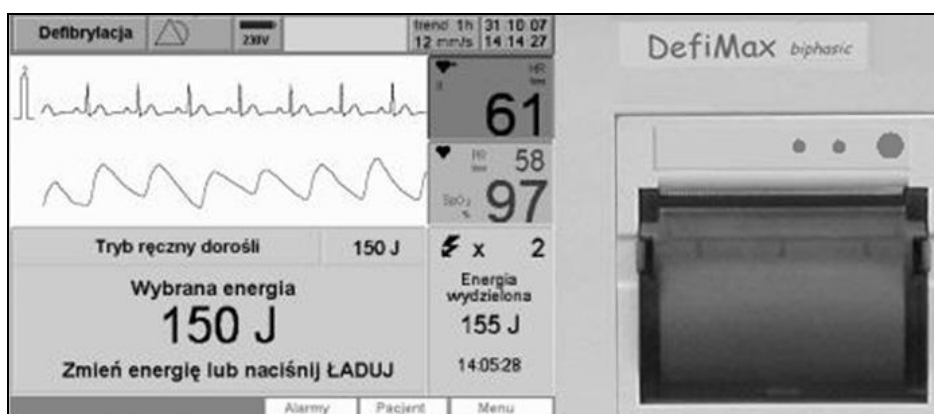 Defibrylacja
230V
trend 1h
12 mm/s
31 10 07
14 14 27
DefiMax biphasic
HR
II
61
PR
58
SpO2
%
97
Tryb ręczny dorośli 150 J
x 2
Wybrana energia
150 J
Zmień energię lub naciśnij ŁADUJ
Energia
wydzielona
155 J
14:05:28
Alarmy Pacjent Menu